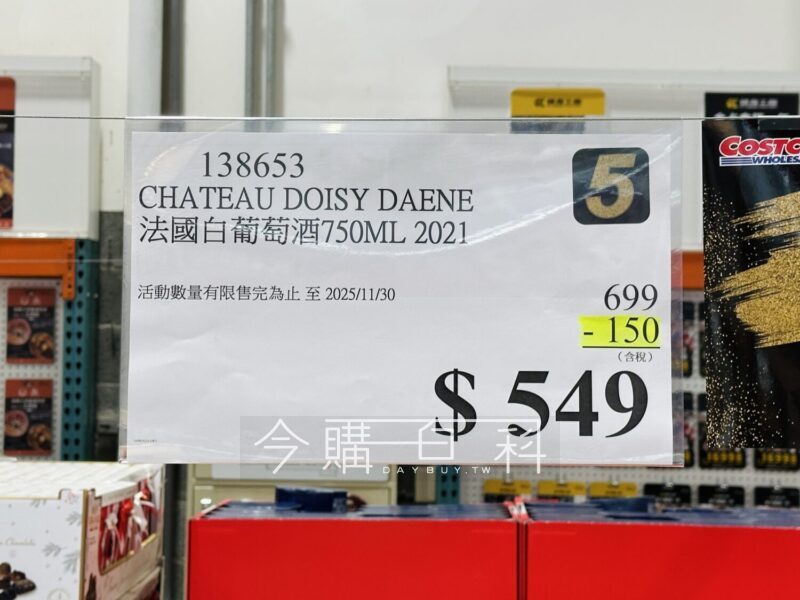 138653
CHATEAU DOISY DAENE
法國白葡萄酒750ML 2021
5
活動數量有限售完為止 至 2025/11/30
699
- 150
(含稅)
$ 549
今購百科
DAYBUY.TW
COSTCO
WHOLES